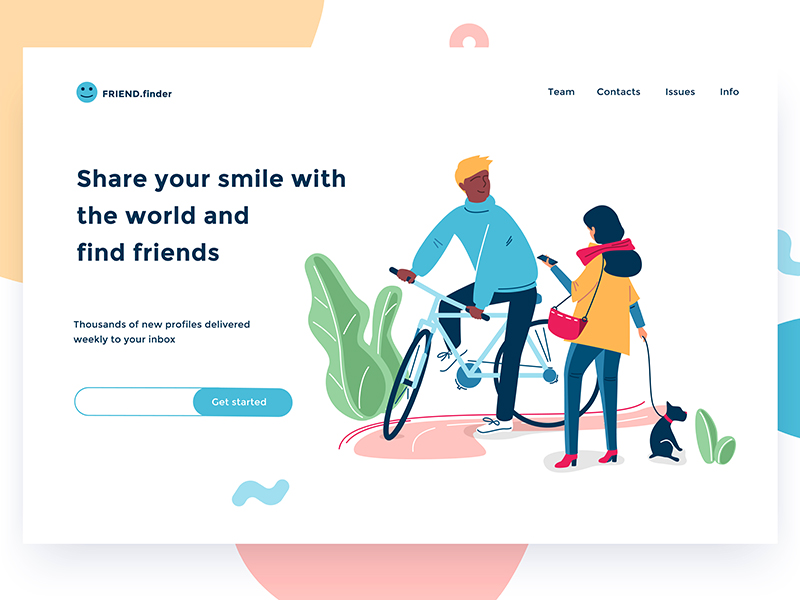 FRIEND.finder
Team Contacts Issues Info
Share your smile with
the world and
find friends
Thousands of new profiles delivered
weekly to your inbox
Get started